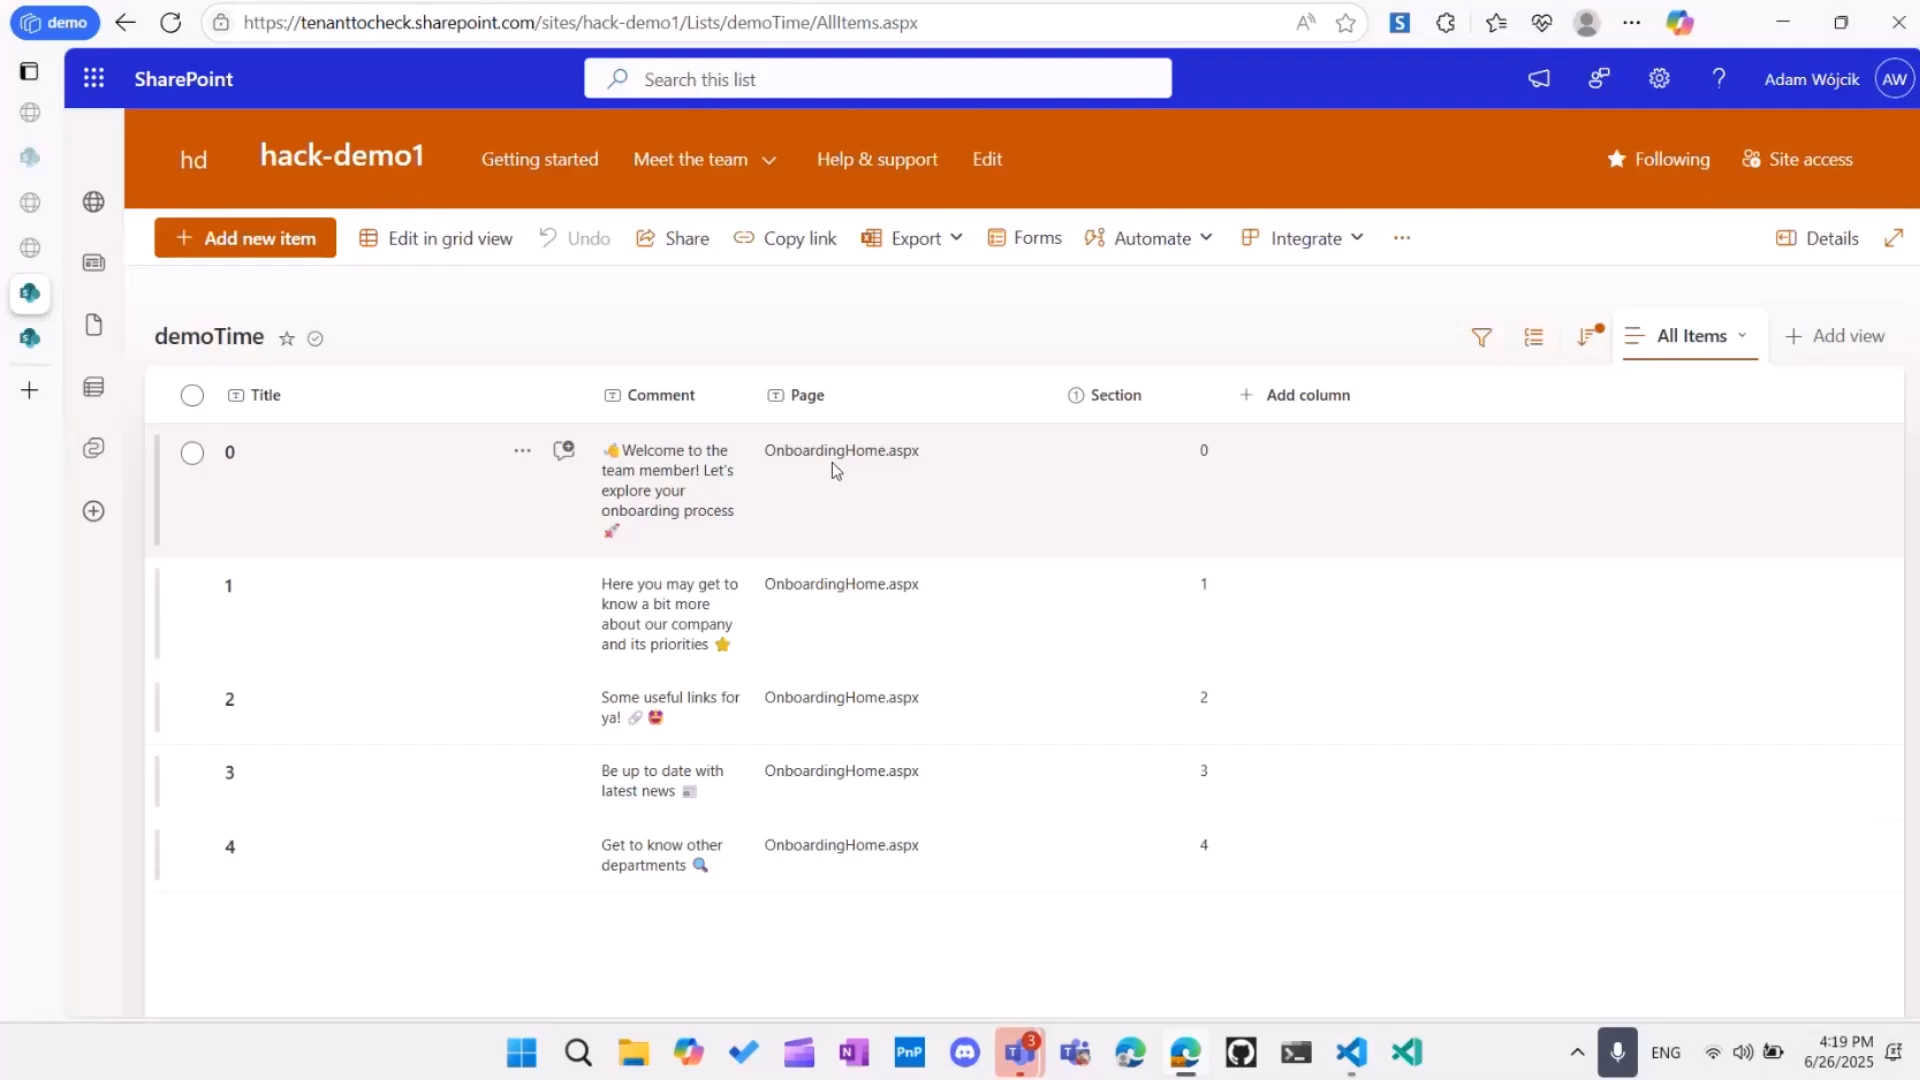 demo
https://tenanttocheck.sharepoint.com/sites/hack-demo1/Lists/demoTime/AllItems.aspx
SharePoint
Search this list
Adam Wójcik
AW
hd
hack-demo1
Getting started
Meet the team
Help & support
Edit
Following
Site access
+ Add new item
Edit in grid view
Undo
Share
Copy link
Export
Forms
Automate
Integrate
...
Details
demoTime
All Items
+ Add view
Title
Comment
Page
Section
+ Add column
0
👋Welcome to the
team member! Let's
explore your
onboarding process
🚀
OnboardingHome.aspx
0
1
Here you may get to
know a bit more
about our company
and its priorities ⭐
OnboardingHome.aspx
1
2
Some useful links for
ya! 🔗 🤩
OnboardingHome.aspx
2
3
Be up to date with
latest news 📰
OnboardingHome.aspx
3
4
Get to know other
departments 🔍
OnboardingHome.aspx
4
PnP
3
ENG
4:19 PM
6/26/2025